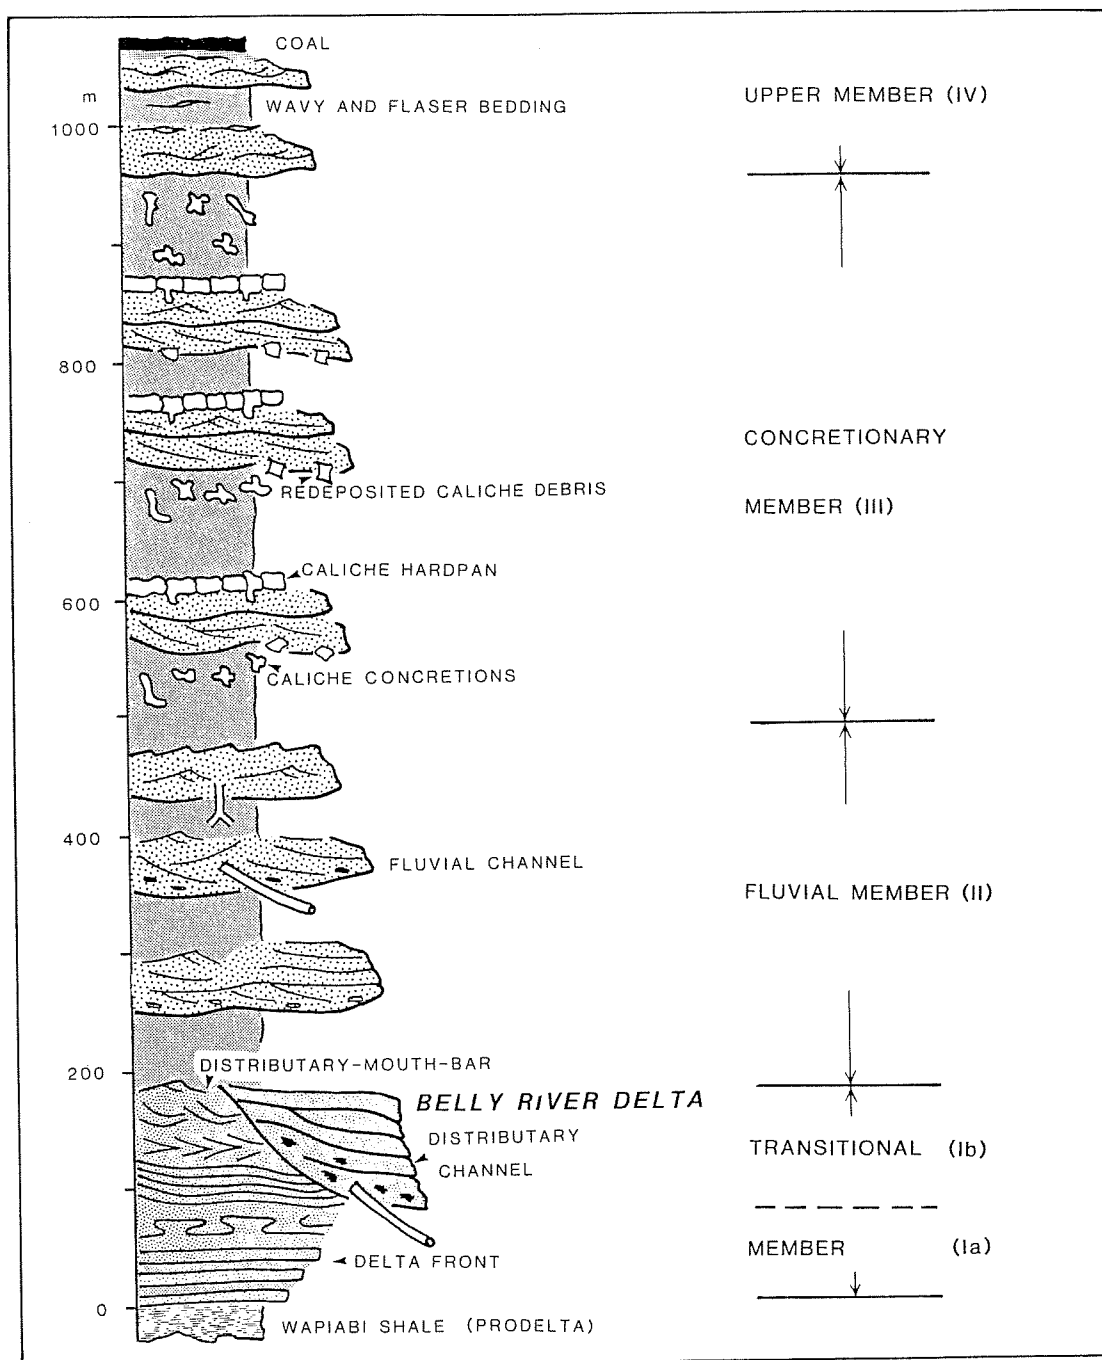 COAL
m
WAVY AND FLASER BEDDING
UPPER MEMBER (IV)
1000
800
CONCRETIONARY
REDEPOSITED CALICHE DEBRIS
MEMBER (III)
CALICHE HARDPAN
600
CALICHE CONCRETIONS
400
FLUVIAL CHANNEL
FLUVIAL MEMBER (II)
200
DISTRIBUTARY-MOUTH-BAR
BELLY RIVER DELTA
DISTRIBUTARY
CHANNEL
TRANSITIONAL (Ib)
MEMBER (Ia)
DELTA FRONT
0
WAPIABI SHALE (PRODELTA)